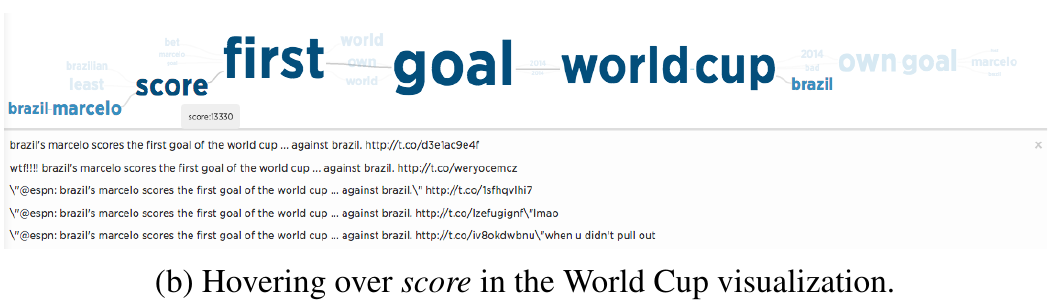 bet
marcelo
world
brazilian
own
least
world
first
goal
2014
world cup
2014
bad
own goal
marcelo
score
brazil
brazil marcelo
score:13330
brazil's marcelo scores the first goal of the world cup ... against brazil. http://t.co/d3e1ac9e4f
wtf!!!! brazil's marcelo scores the first goal of the world cup ... against brazil. http://t.co/weryocemcz
\"@espn: brazil's marcelo scores the first goal of the world cup ... against brazil.\" http://t.co/1sfhqvlhi7
\"@espn: brazil's marcelo scores the first goal of the world cup ... against brazil. http://t.co/lzefugignf\"lmao
\"@espn: brazil's marcelo scores the first goal of the world cup ... against brazil. http://t.co/iv8okdwbnu\"when u didn't pull out
(b) Hovering over score in the World Cup visualization.